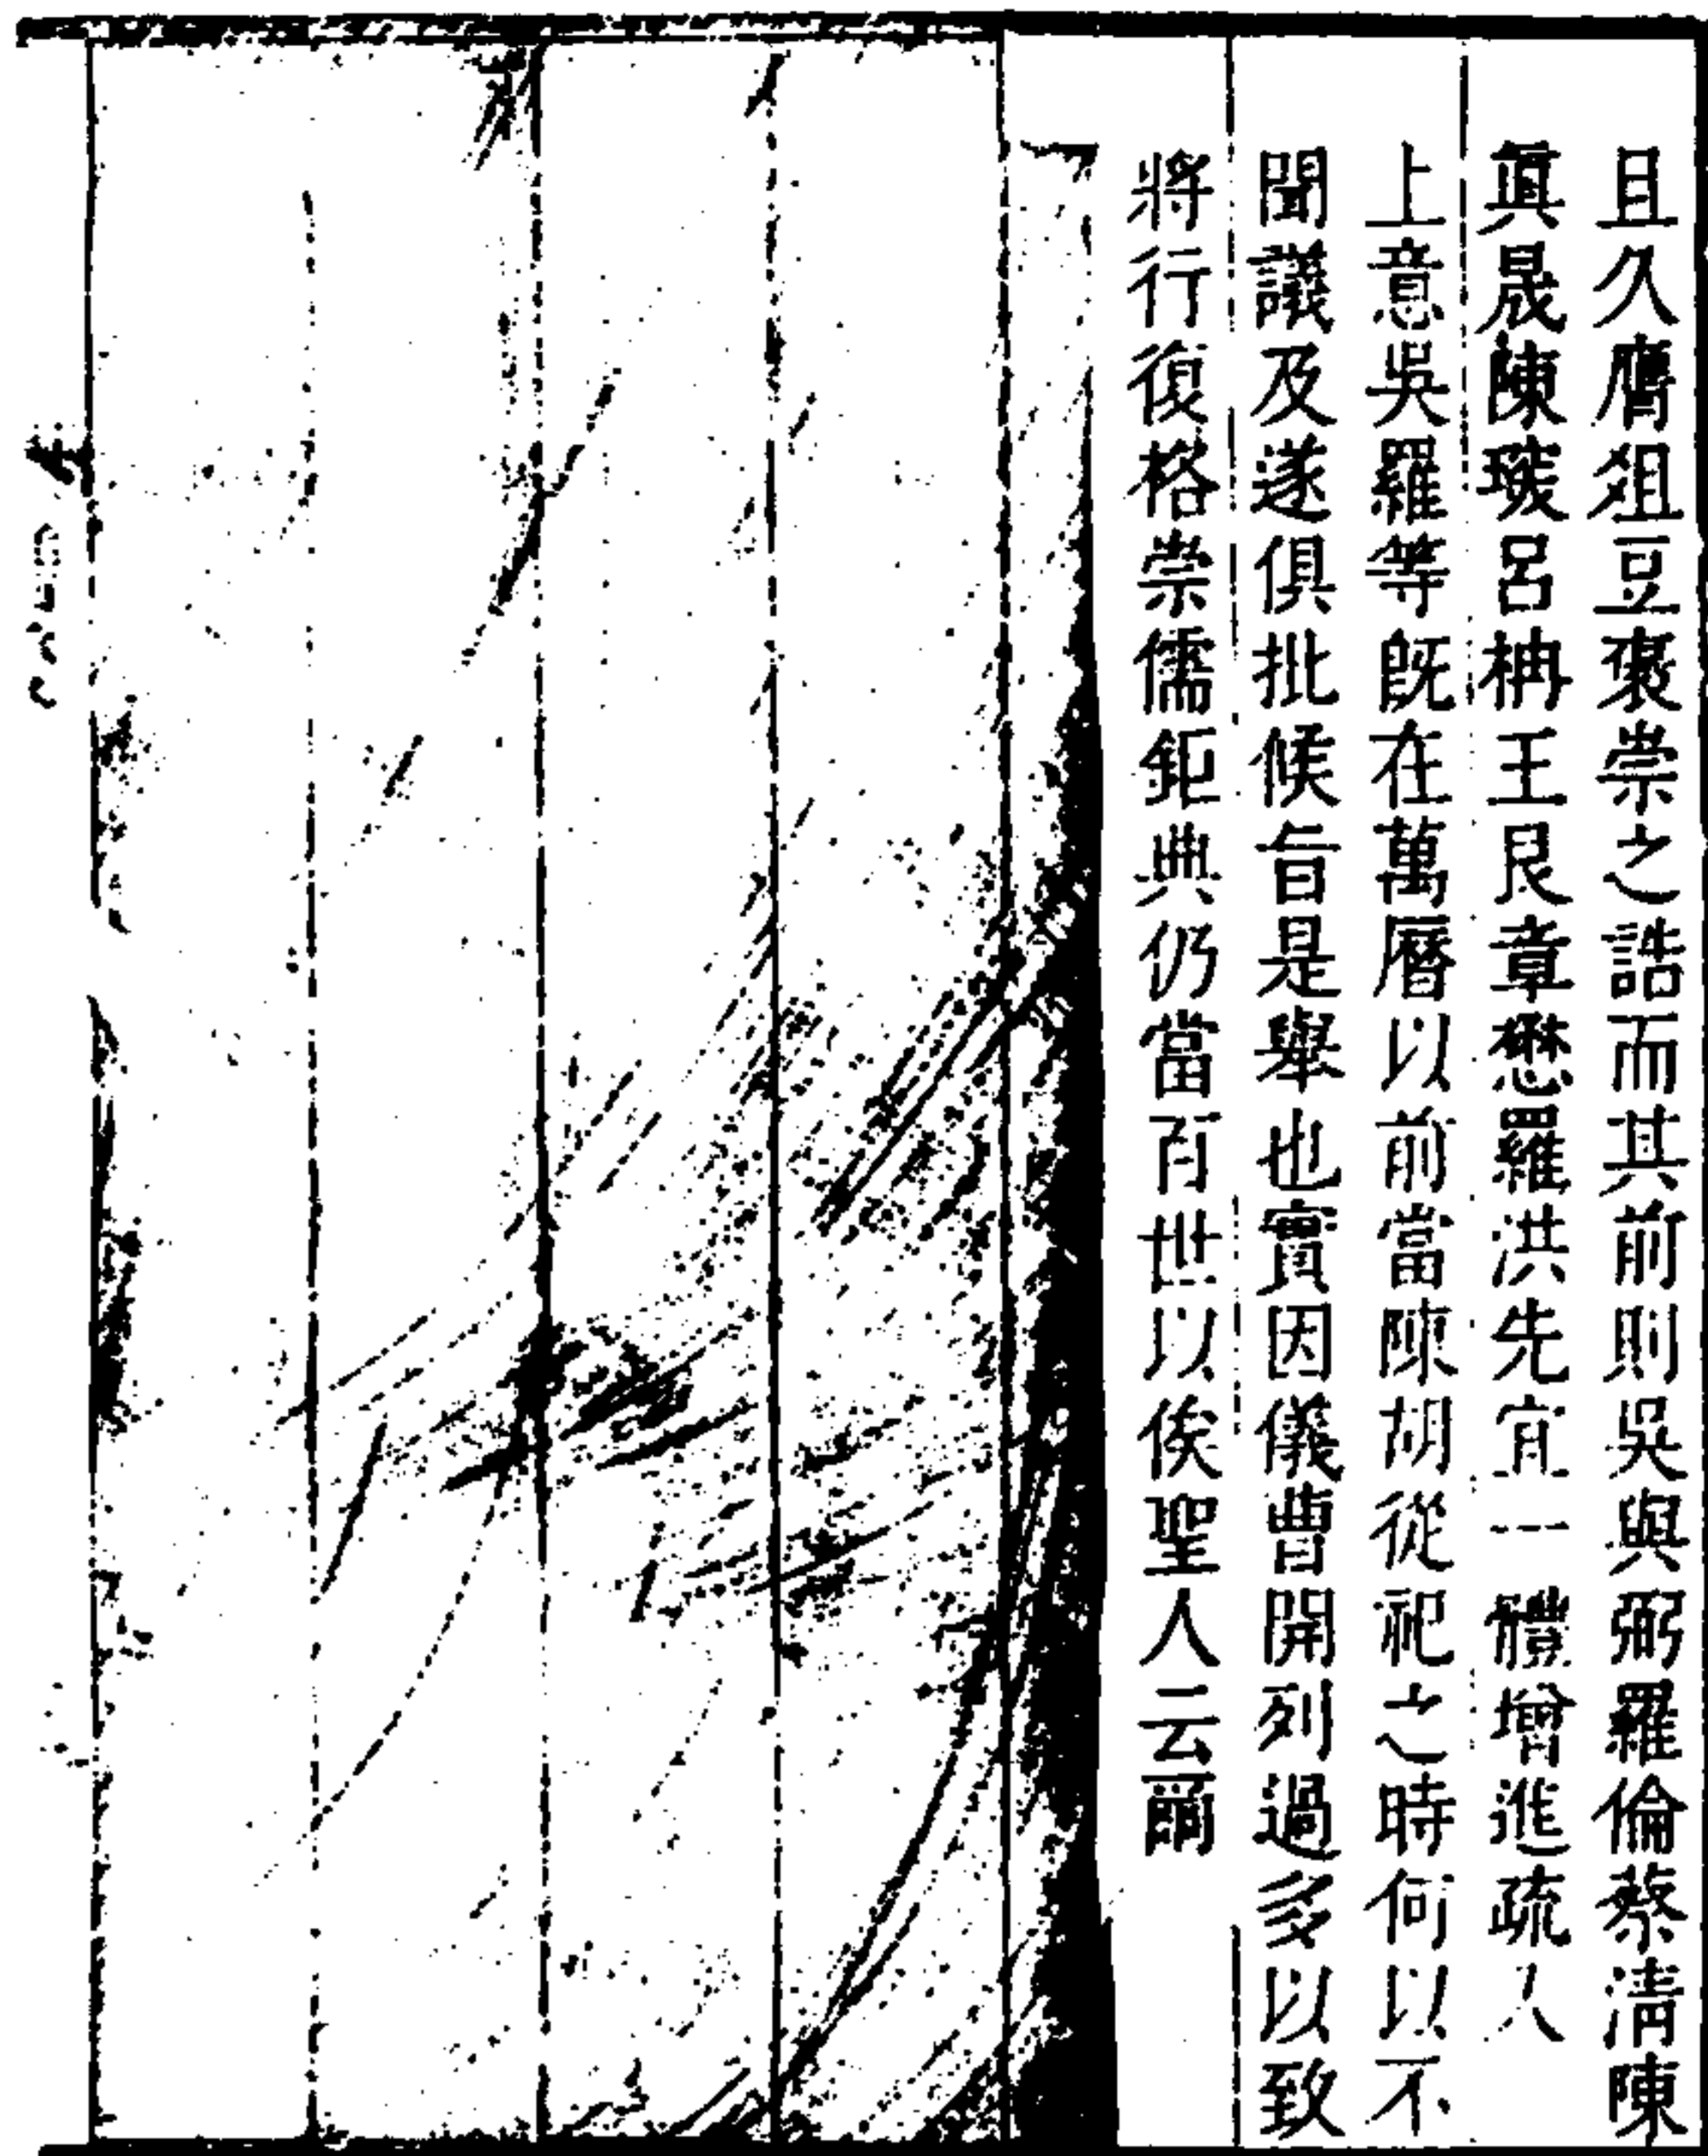 且久膺俎豆褒崇之誥而其前則吳與弼羅倫蔡清陳
眞晟陳琰呂柟王艮章懋羅洪先宜一體增進疏入
上意吳羅等既在萬曆以前當陳胡從祀之時何以不
聞議及遂俱批候旨是舉也實因儀曹開列過多以致
將行復格崇儒鉅典仍當百世以俟聖人云爾